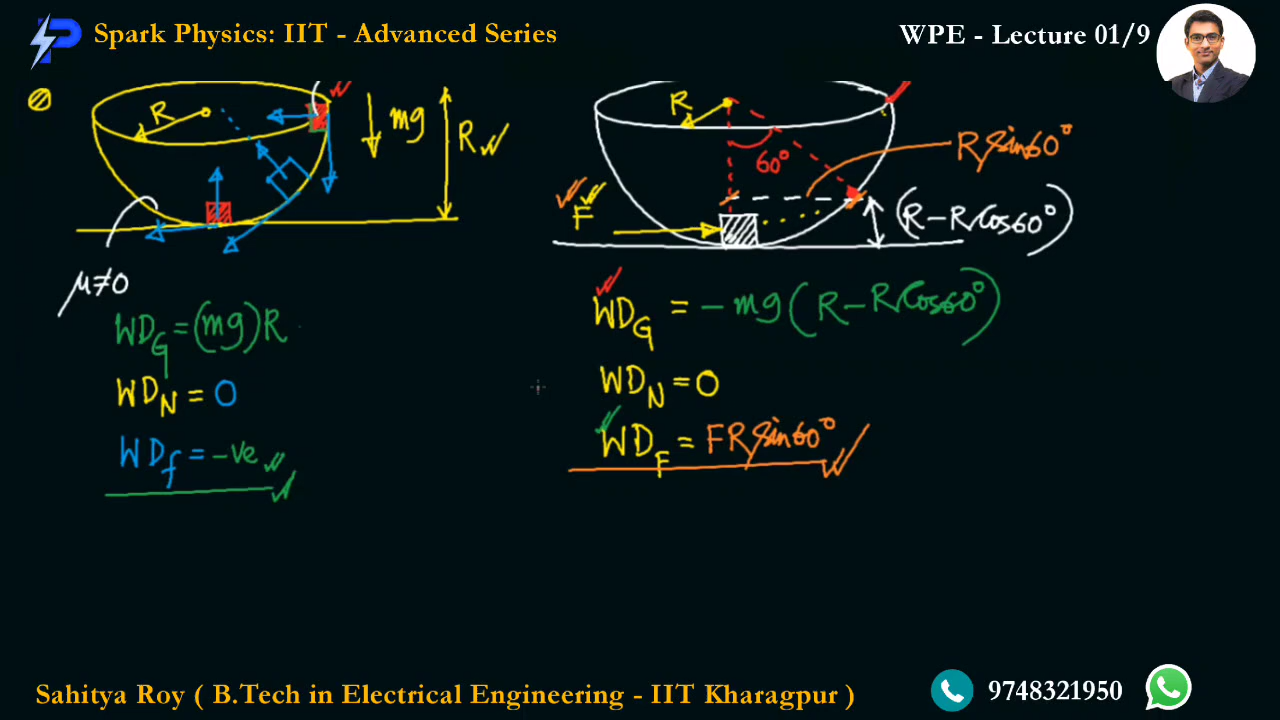 Spark Physics: IIT - Advanced Series
WPE - Lecture 01/9
R
mg
R
μ≠0
WD_G = (mg)R
WD_N = 0
WD_f = -ve
R
60°
R sin60°
F
(R-R Cos60°)
WD_G = -mg(R-R Cos60°)
WD_N = 0
WD_F = FR sin60°
Sahitya Roy ( B.Tech in Electrical Engineering - IIT Kharagpur )
9748321950